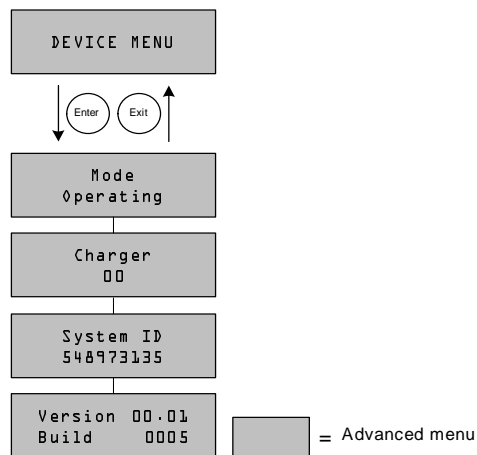 DEVICE MENU
Enter Exit
Mode
Operating
Charger
00
System ID
548973135
Version 00.01
Build 0005
= Advanced menu